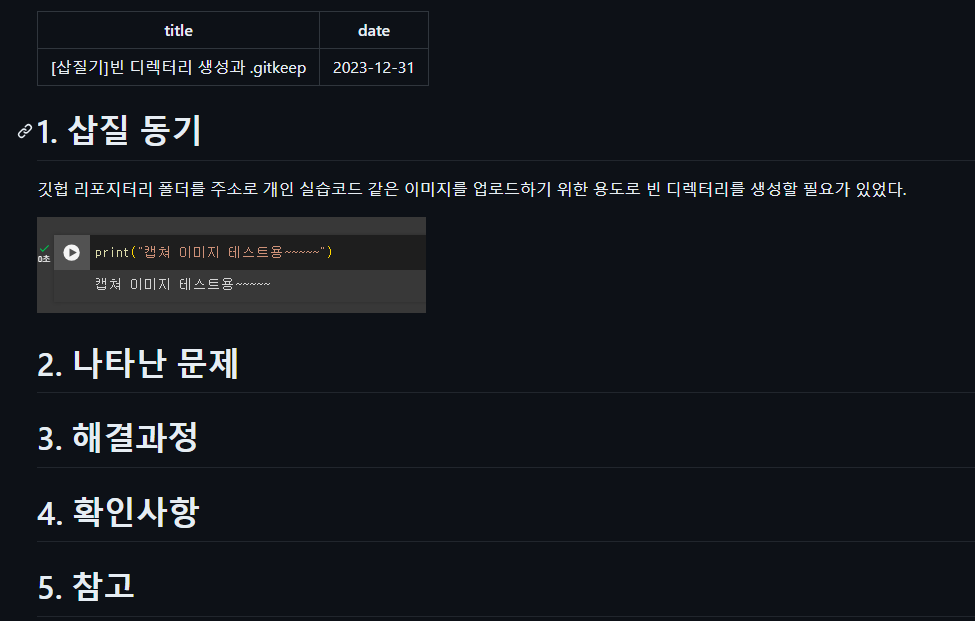 title date
[삽질기]빈 디렉터리 생성과 .gitkeep 2023-12-31
1. 삽질 동기
깃헙 리포지터리 폴더를 주소로 개인 실습코드 같은 이미지를 업로드하기 위한 용도로 빈 디렉터리를 생성할 필요가 있었다.
print("캡쳐 이미지 테스트용~~~~~")
0초
캡쳐 이미지 테스트용~~~~~
2. 나타난 문제
3. 해결과정
4. 확인사항
5. 참고